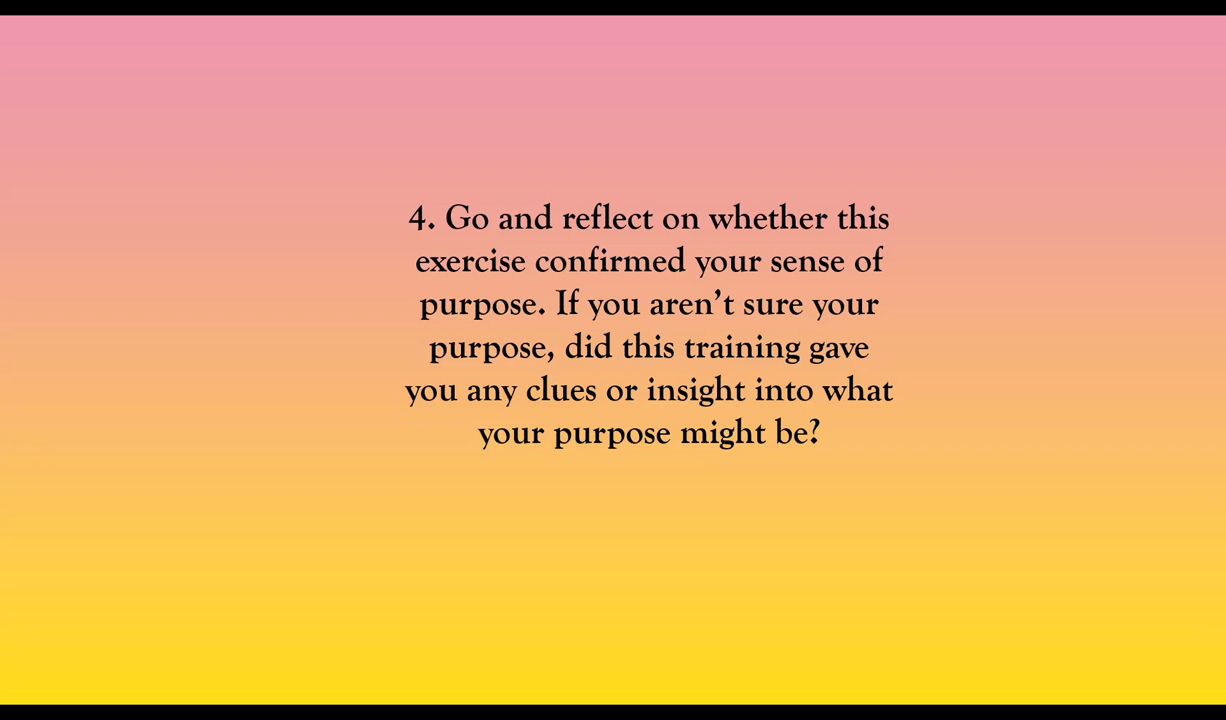 4. Go and reflect on whether this
exercise confirmed your sense of
purpose. If you aren’t sure your
purpose, did this training gave
you any clues or insight into what
your purpose might be?